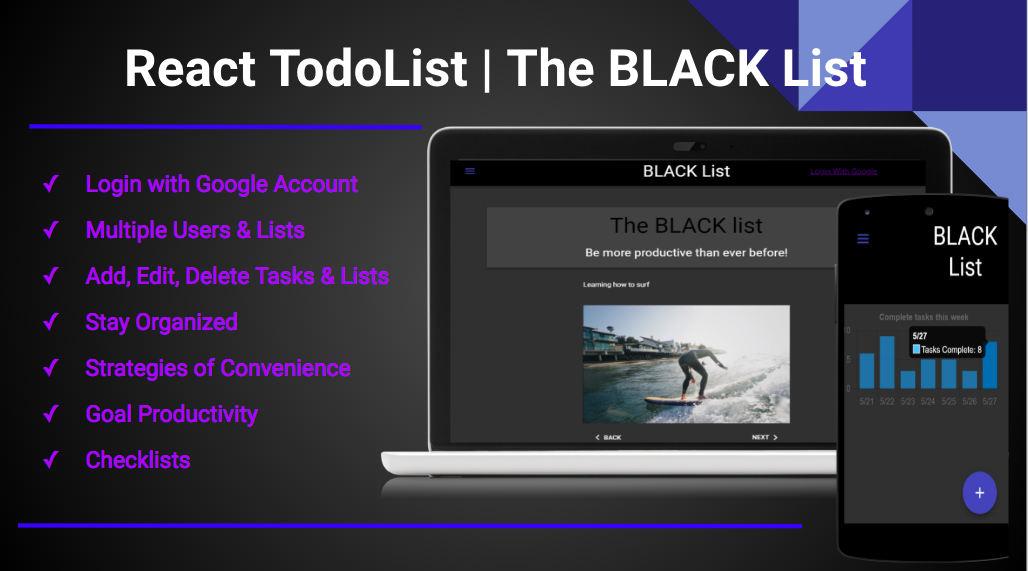 React TodoList | The BLACK List
✓ Login with Google Account
✓ Multiple Users & Lists
✓ Add, Edit, Delete Tasks & Lists
✓ Stay Organized
✓ Strategies of Convenience
✓ Goal Productivity
✓ Checklists
BLACK List
Login With Google
The BLACK list
Be more productive than ever before!
Learning how to surf
< BACK
NEXT >
BLACK
List
Complete tasks this week
10
5/27
Tasks Complete: 8
5
0
5/21 5/22 5/23 5/24 5/25 5/26 5/27
+